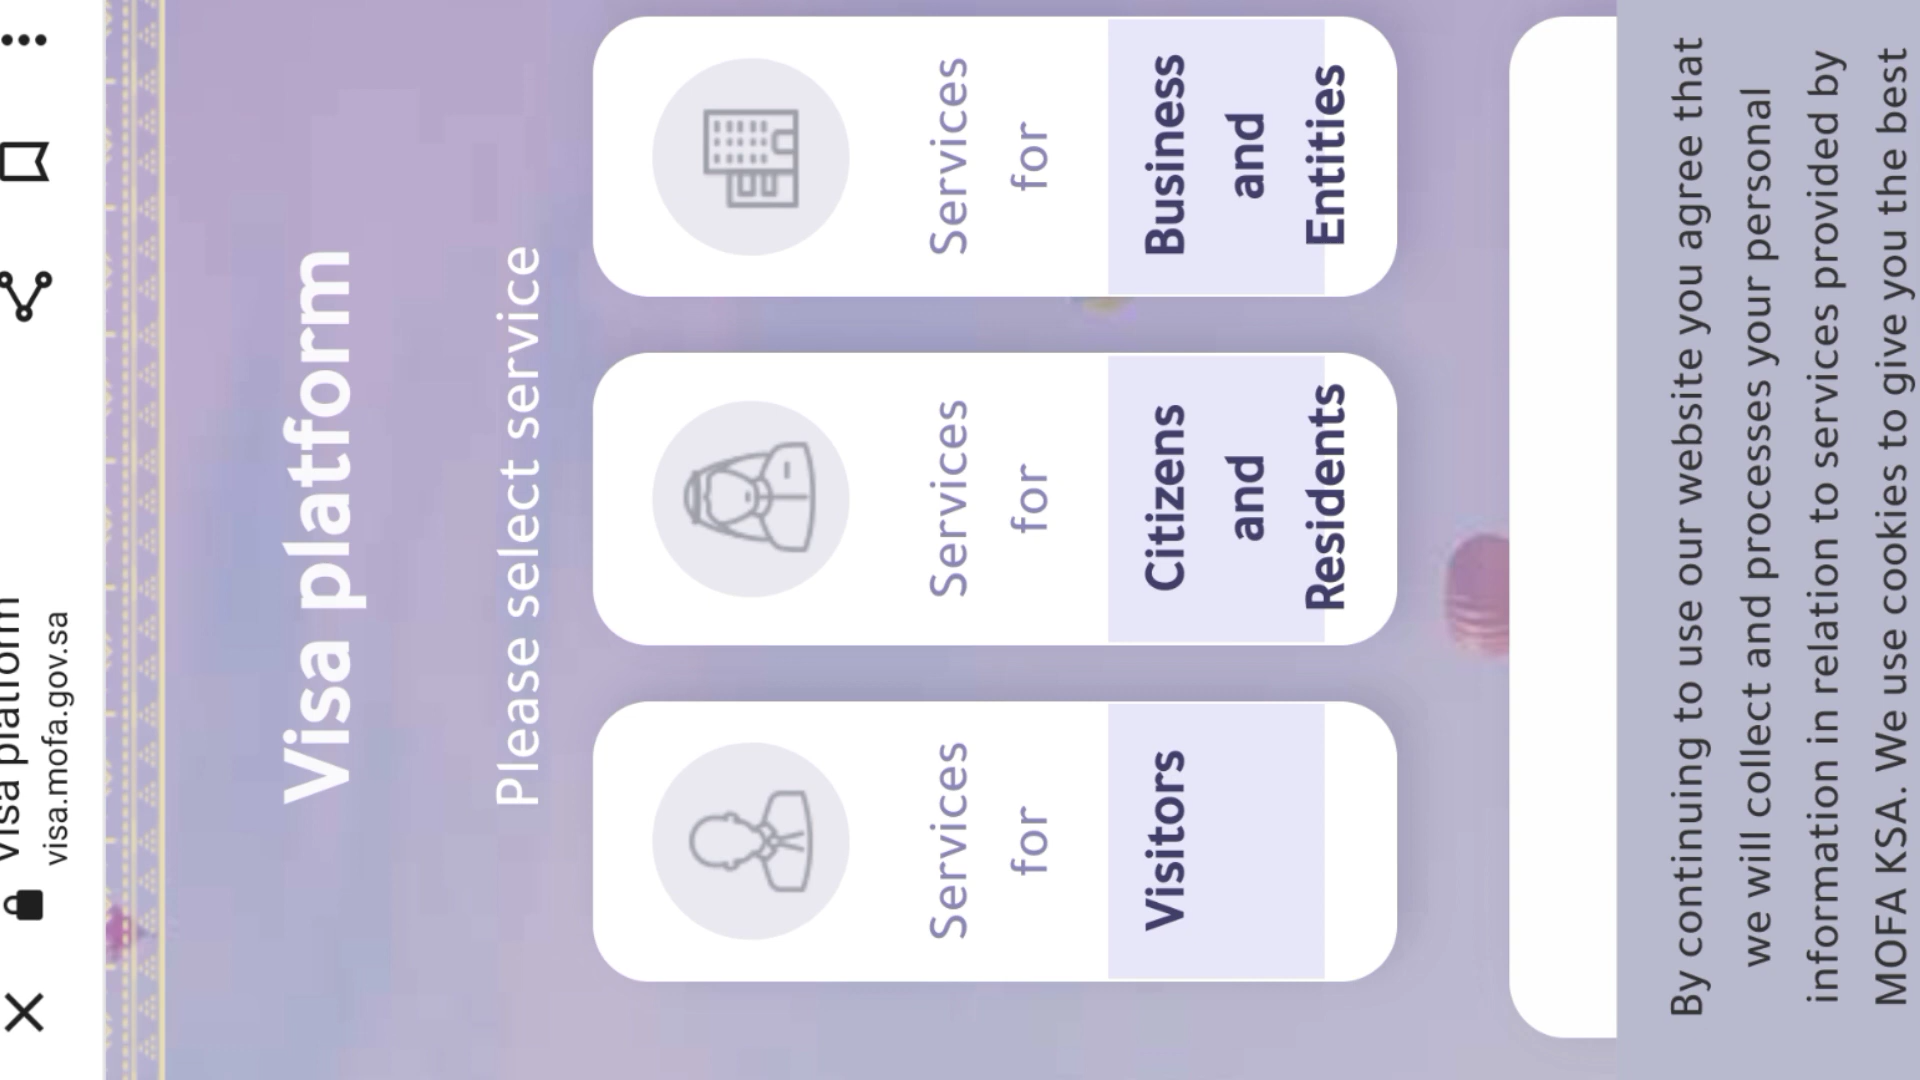 Visa platform
visa.mofa.gov.sa
Visa platform
Please select service
Services
for
Visitors
Services
for
Citizens
and
Residents
Services
for
Business
and
Entities
By continuing to use our website you agree that
we will collect and processes your personal
information in relation to services provided by
MOFA KSA. We use cookies to give you the best